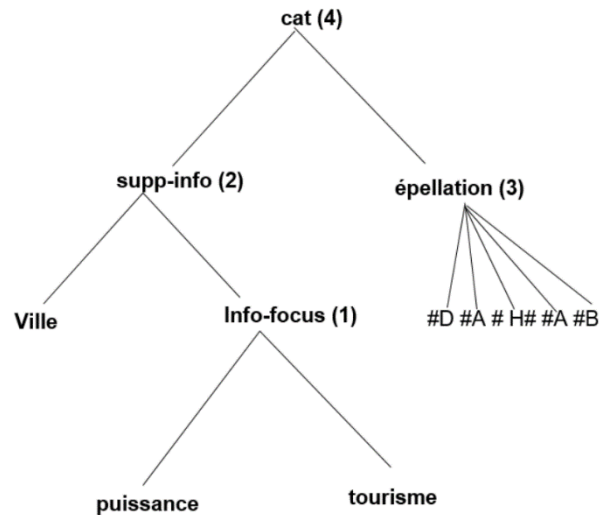 cat (4)
supp-info (2)
épellation (3)
Ville
Info-focus (1)
#D #A # H# #A #B
puissance
tourisme